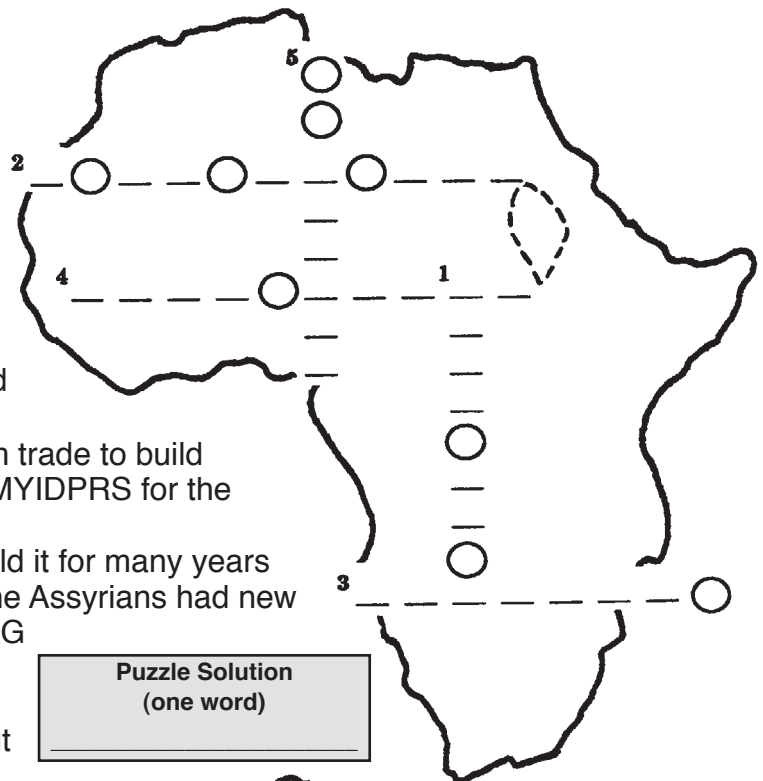 5
2
4
1
d
n trade to build
MYIDPRS for the
ld it for many years
3
he Assyrians had new
G
Puzzle Solution
(one word)
ut